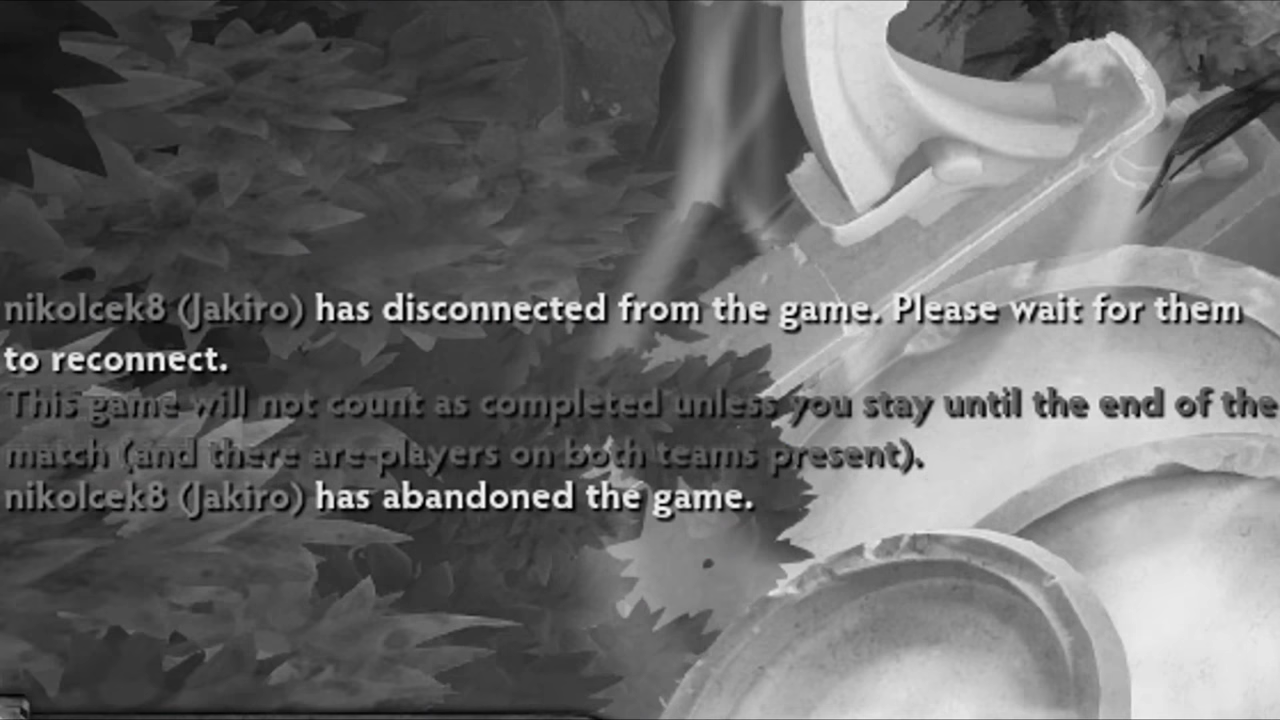 nikolcek8 (Jakiro) has disconnected from the game. Please wait for them
to reconnect.
This game will not count as completed unless you stay until the end of the
match (and there are players on both teams present).
nikolcek8 (Jakiro) has abandoned the game.